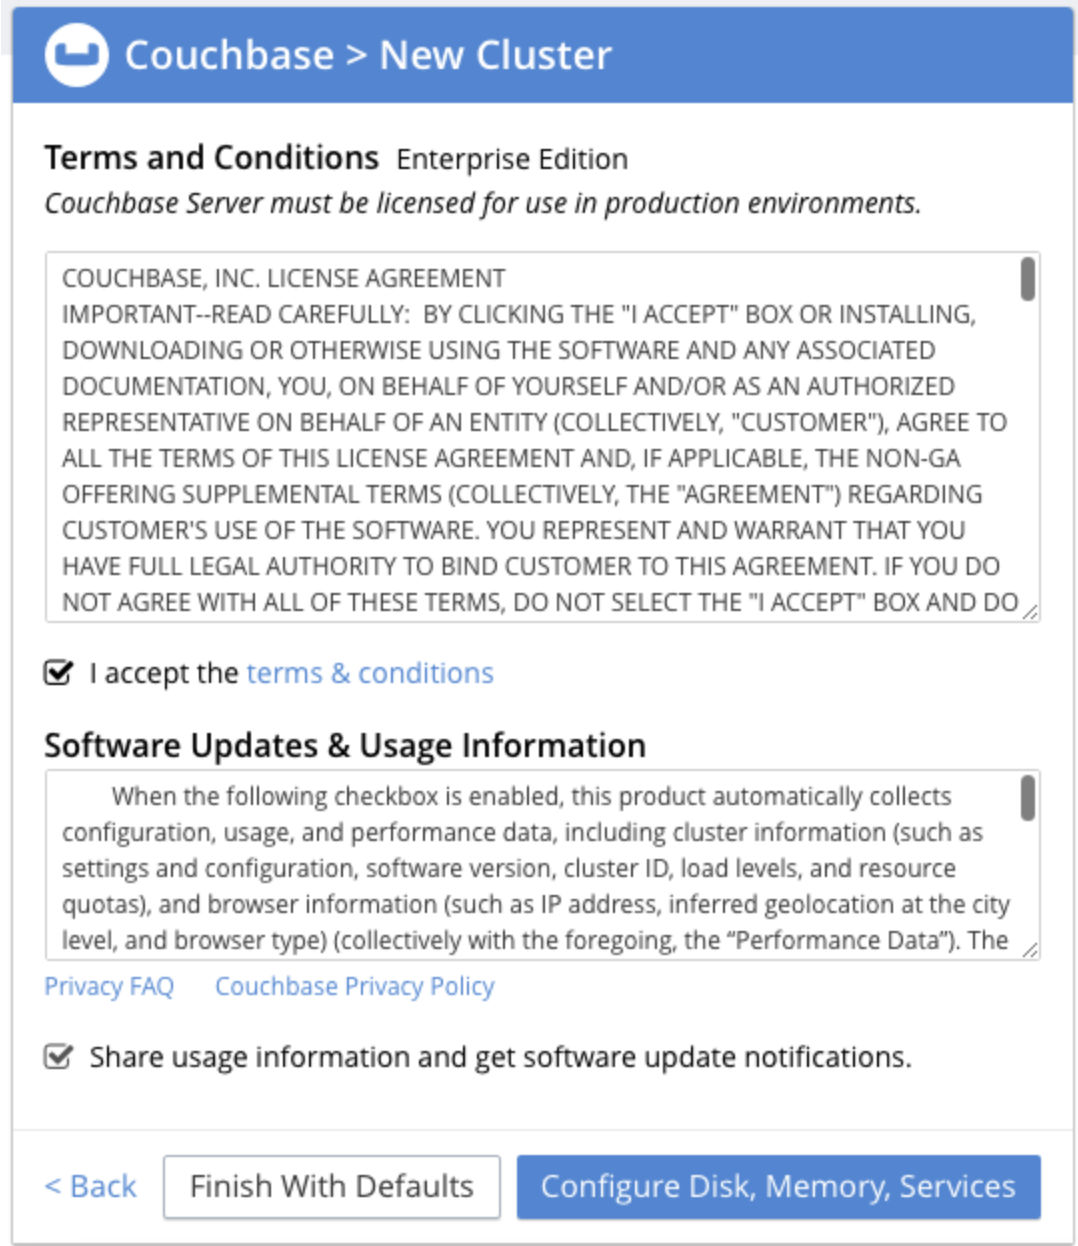 Couchbase > New Cluster
Terms and Conditions Enterprise Edition
Couchbase Server must be licensed for use in production environments.
COUCHBASE, INC. LICENSE AGREEMENT
IMPORTANT--READ CAREFULLY:  BY CLICKING THE "I ACCEPT" BOX OR INSTALLING,
DOWNLOADING OR OTHERWISE USING THE SOFTWARE AND ANY ASSOCIATED
DOCUMENTATION, YOU, ON BEHALF OF YOURSELF AND/OR AS AN AUTHORIZED
REPRESENTATIVE ON BEHALF OF AN ENTITY (COLLECTIVELY, "CUSTOMER"), AGREE TO
ALL THE TERMS OF THIS LICENSE AGREEMENT AND, IF APPLICABLE, THE NON-GA
OFFERING SUPPLEMENTAL TERMS (COLLECTIVELY, THE "AGREEMENT") REGARDING
CUSTOMER'S USE OF THE SOFTWARE. YOU REPRESENT AND WARRANT THAT YOU
HAVE FULL LEGAL AUTHORITY TO BIND CUSTOMER TO THIS AGREEMENT. IF YOU DO
NOT AGREE WITH ALL OF THESE TERMS, DO NOT SELECT THE "I ACCEPT" BOX AND DO
I accept the terms & conditions
Software Updates & Usage Information
When the following checkbox is enabled, this product automatically collects
configuration, usage, and performance data, including cluster information (such as
settings and configuration, software version, cluster ID, load levels, and resource
quotas), and browser information (such as IP address, inferred geolocation at the city
level, and browser type) (collectively with the foregoing, the “Performance Data”). The
Privacy FAQ Couchbase Privacy Policy
Share usage information and get software update notifications.
< Back Finish With Defaults Configure Disk, Memory, Services